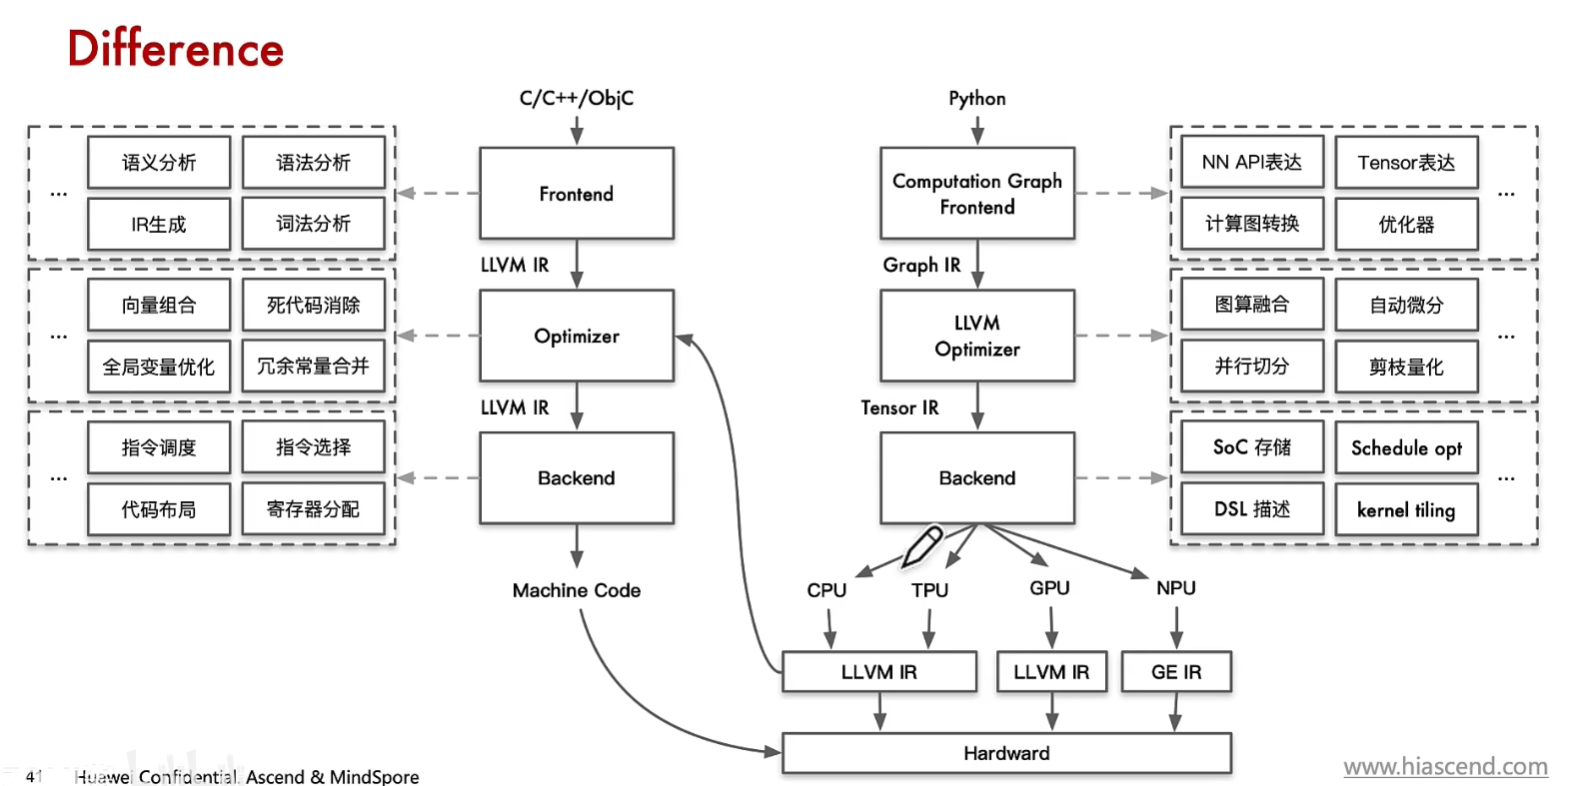 Difference
C/C++/ObjC
Python
...
语义分析
语法分析
IR生成
词法分析
Frontend
Computation Graph
Frontend
NN API表达
Tensor表达
计算图转换
优化器
...
LLVM IR
Graph IR
...
向量组合
死代码消除
全局变量优化
冗余常量合并
Optimizer
LLVM
Optimizer
图算融合
自动微分
并行切分
剪枝量化
...
LLVM IR
Tensor IR
...
指令调度
指令选择
代码布局
寄存器分配
Backend
Backend
SoC 存储
Schedule opt
DSL 描述
kernel tiling
...
Machine Code
CPU
TPU
GPU
NPU
LLVM IR
LLVM IR
GE IR
Hardward
41
Huawei Confidential. Ascend & MindSpore
www.hiascend.com